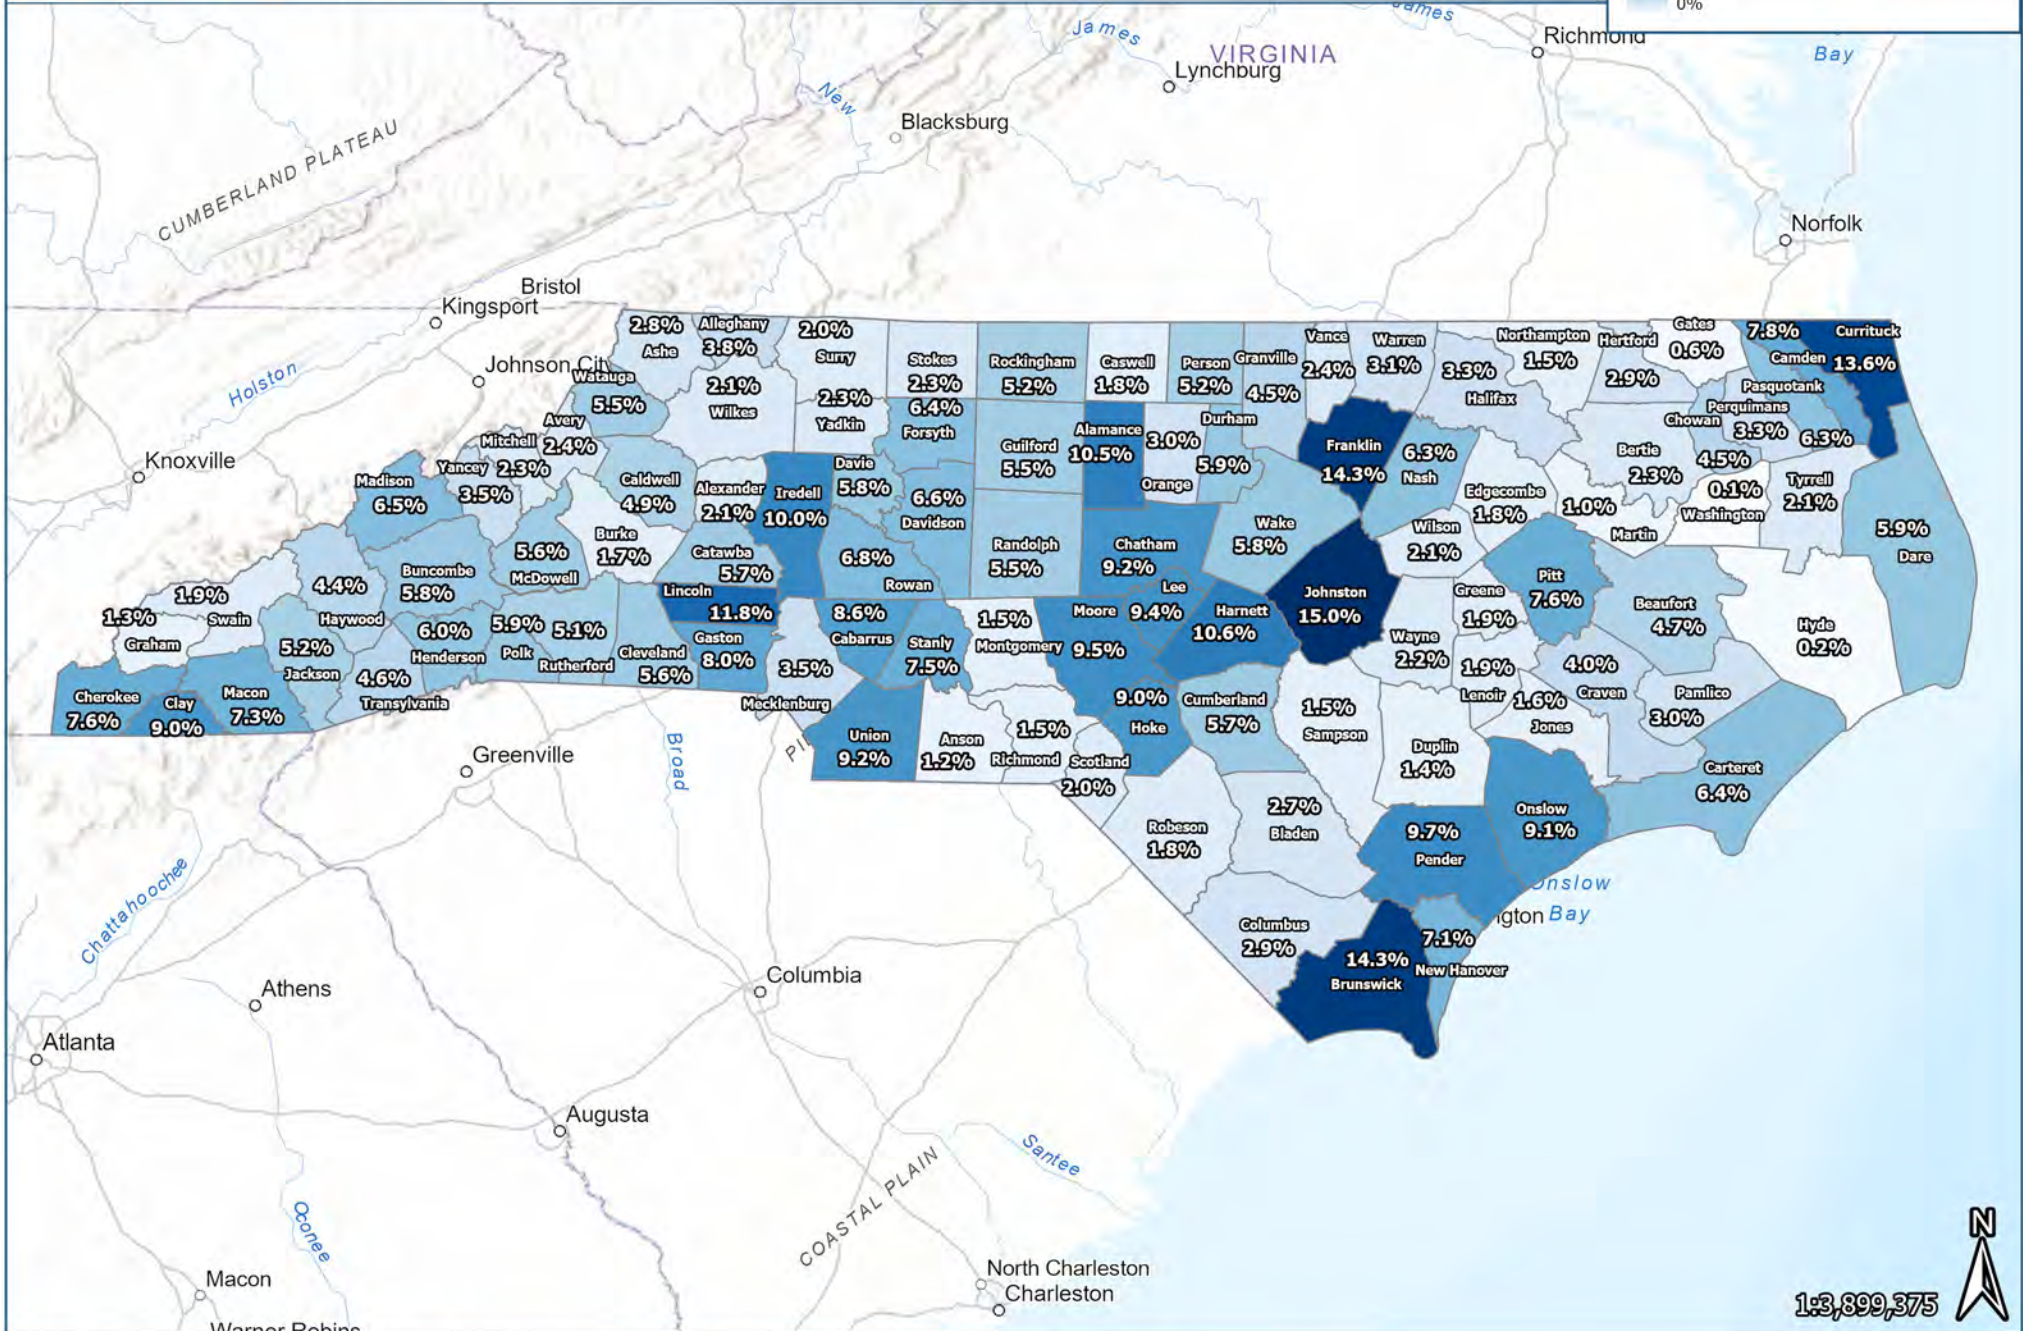 0%
James
James
VIRGINIA
Richmond
Bay
Lynchburg
New
Blacksburg
CUMBERLAND PLATEAU
Norfolk
Bristol
Kingsport
Johnson City
Holston
Knoxville
2.8%
Ashe
Alleghany
3.8%
2.0%
Surry
Stokes
2.3%
Rockingham
5.2%
Caswell
1.8%
Person
5.2%
Granville
4.5%
Vance
2.4%
Warren
3.1%
3.3%
Halifax
Northampton
1.5%
Hertford
2.9%
Gates
0.6%
7.8%
Camden
Currituck
13.6%
Watauga
5.5%
2.1%
Wilkes
2.3%
Yadkin
6.4%
Forsyth
Guilford
5.5%
Alamance
10.5%
3.0%
Orange
Durham
5.9%
Franklin
14.3%
6.3%
Nash
Bertie
2.3%
Pasquotank
6.3%
Perquimans
3.3%
Chowan
4.5%
Avery
2.4%
Mitchell
2.3%
Yancey
3.5%
Madison
6.5%
Caldwell
4.9%
Alexander
2.1%
Iredell
10.0%
Davie
5.8%
6.6%
Davidson
Randolph
5.5%
Chatham
9.2%
Wake
5.8%
Edgecombe
1.8%
1.0%
Martin
0.1%
Washington
Tyrrell
2.1%
5.9%
Dare
Burke
1.7%
Catawba
5.7%
6.8%
Rowan
Wilson
2.1%
Pitt
7.6%
Beaufort
4.7%
Hyde
0.2%
5.6%
McDowell
Buncombe
5.8%
4.4%
Haywood
1.9%
Swain
1.3%
Graham
5.2%
Jackson
6.0%
Henderson
5.9%
Polk
5.1%
Rutherford
Cleveland
5.6%
Lincoln
11.8%
Gaston
8.0%
3.5%
Mecklenburg
8.6%
Cabarrus
Stanly
7.5%
1.5%
Montgomery
Moore
9.5%
Lee
9.4%
Harnett
10.6%
Johnston
15.0%
Wayne
2.2%
Greene
1.9%
1.9%
Lenoir
4.0%
Craven
Pamlico
3.0%
Cherokee
7.6%
Clay
9.0%
Macon
7.3%
4.6%
Transylvania
Union
9.2%
Anson
1.2%
1.5%
Richmond
Scotland
2.0%
9.0%
Hoke
Cumberland
5.7%
1.5%
Sampson
Duplin
1.4%
1.6%
Jones
Onslow
9.1%
Carteret
6.4%
Robeson
1.8%
2.7%
Bladen
9.7%
Pender
Columbus
2.9%
14.3%
Brunswick
7.1%
New Hanover
Onslow
Bay
ington
Greenville
Broad
PI
Chattahoochee
Athens
Atlanta
Columbia
Augusta
Oconee
Santee
COASTAL PLAIN
Macon
Warner Robins
North Charleston
Charleston
N
1:3,899,375